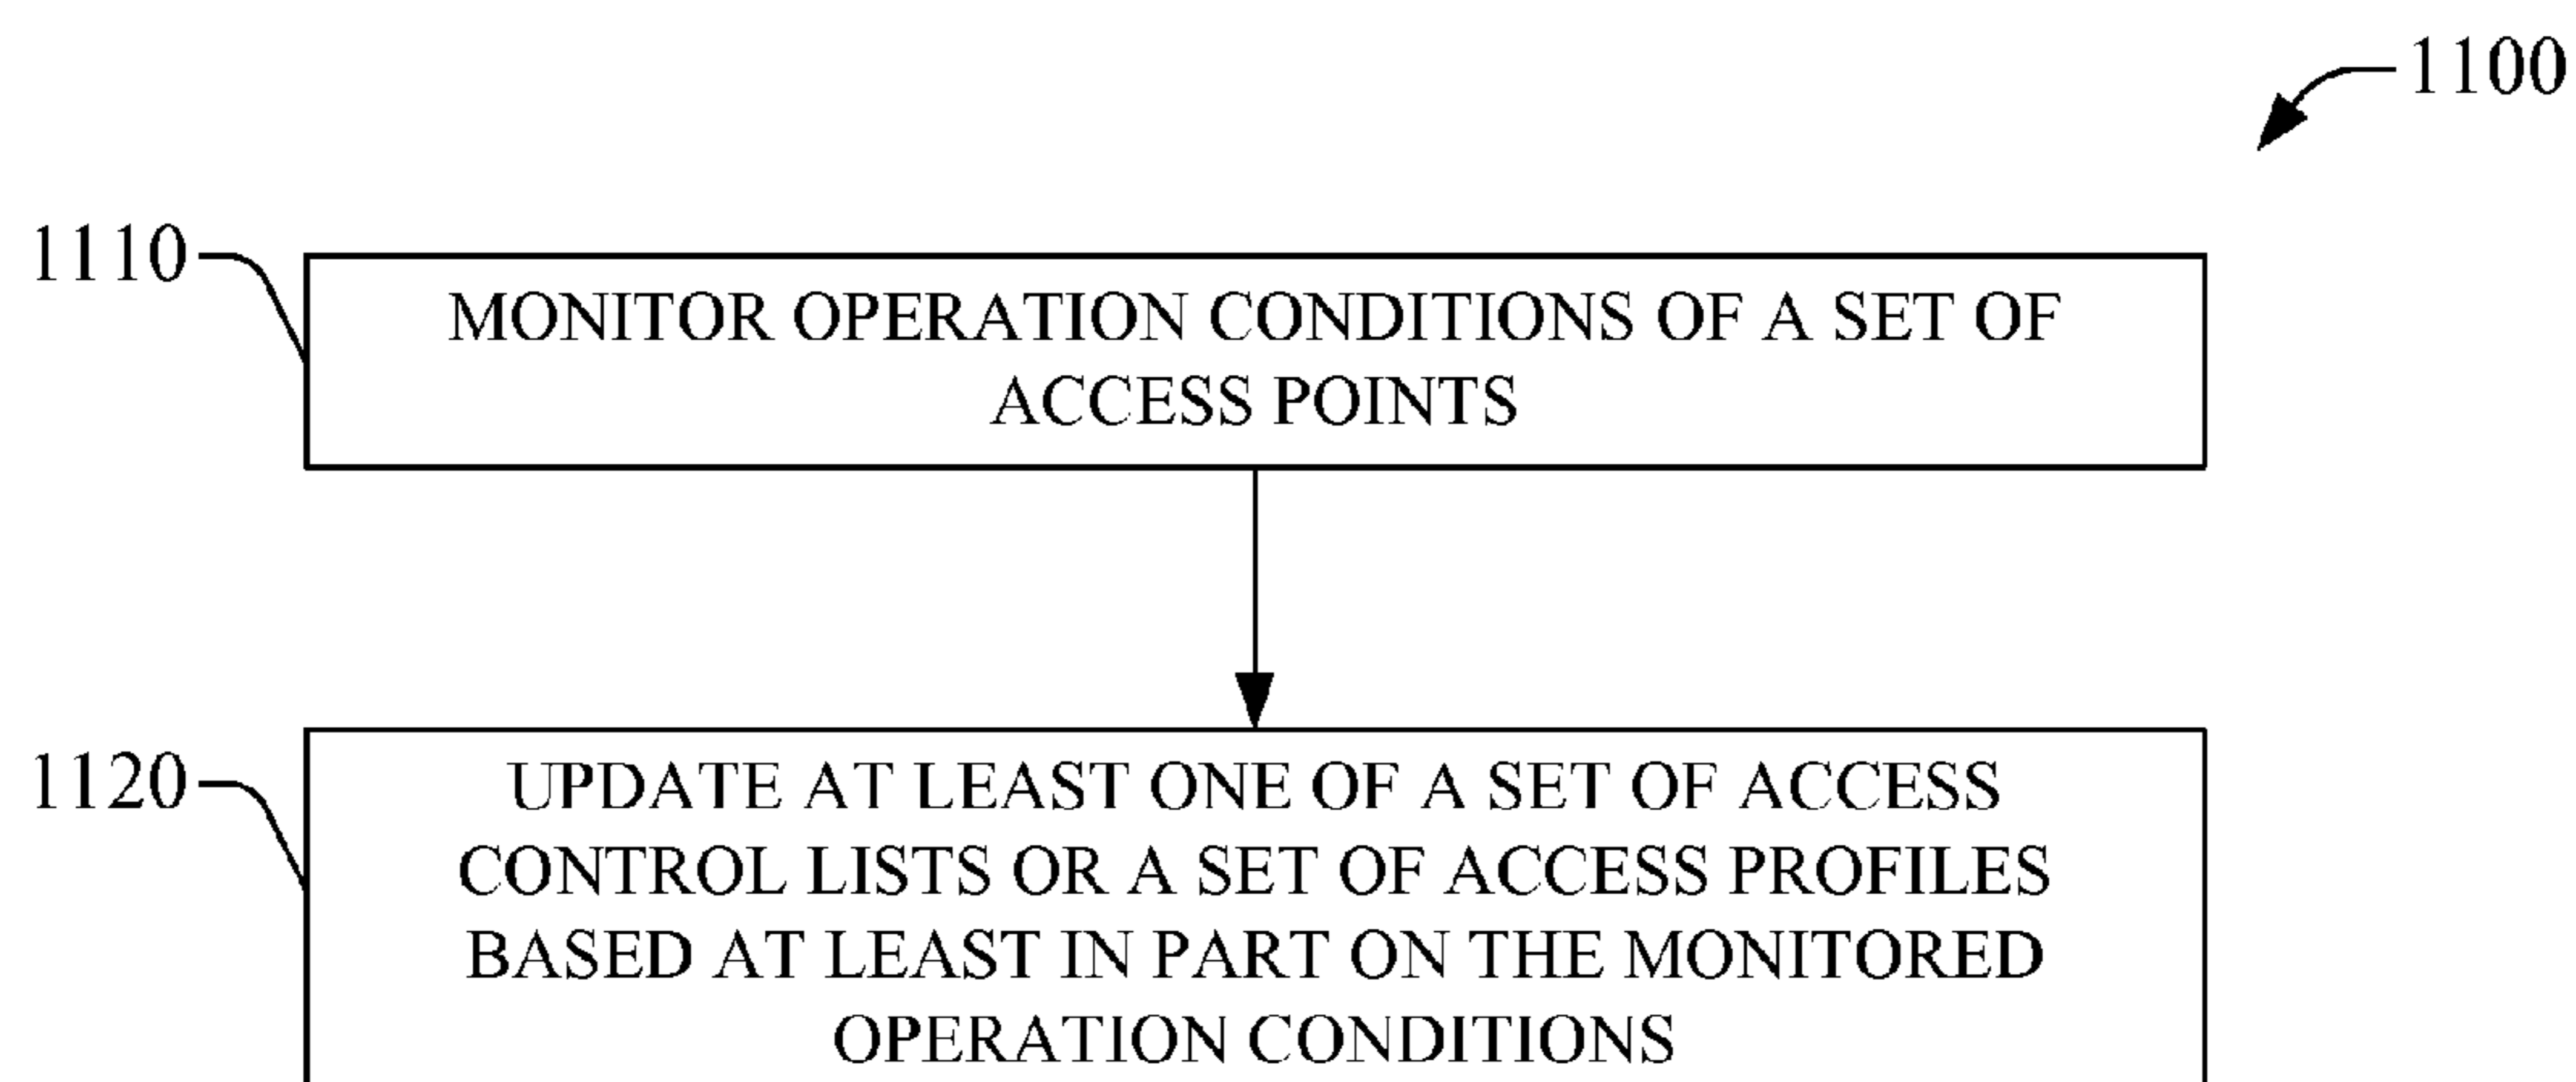 1100
1110
MONITOR OPERATION CONDITIONS OF A SET OF
ACCESS POINTS
1120
UPDATE AT LEAST ONE OF A SET OF ACCESS
CONTROL LISTS OR A SET OF ACCESS PROFILES
BASED AT LEAST IN PART ON THE MONITORED
OPERATION CONDITIONS